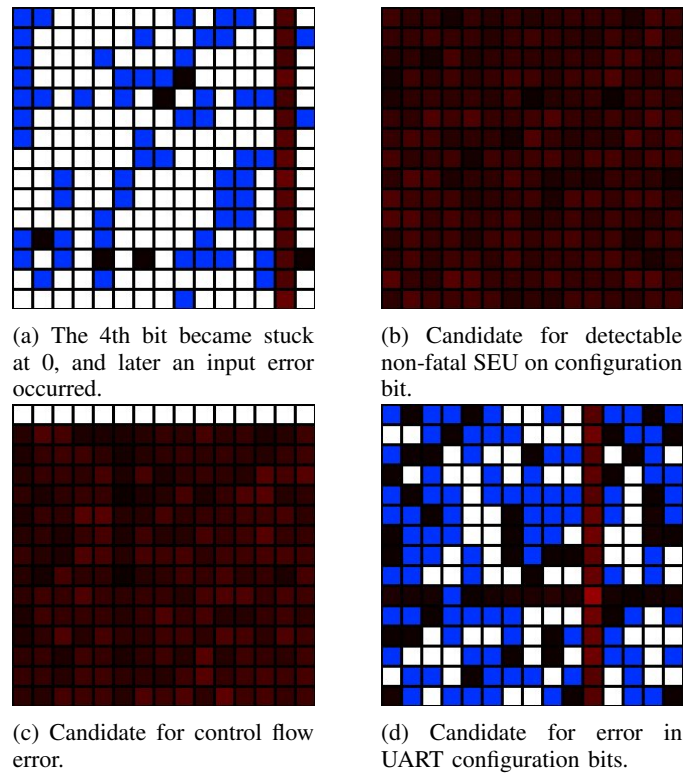 (a) The 4th bit became stuck
at 0, and later an input error
occurred.
(b) Candidate for detectable
non-fatal SEU on configuration
bit.
(c) Candidate for control flow
error.
(d) Candidate for error in
UART configuration bits.